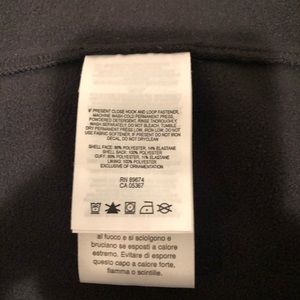 IF PRESENT CLOSE HOOK AND LOOP FASTENER,
MACHINE WASH COLD PERMANENT PRESS,
POWDERED DETERGENT, RINSE THOROUGHLY,
WASH SEPARATELY, DO NOT BLEACH, TUMBLE
DRY PERMANENT PRESS LOW, IRON LOW, DO NOT
USE FABRIC SOFTENER. IF PRESENT DO NOT IRON
DECAL, DO NOT DRYCLEAN
SHELL FACE: 86% POLYESTER, 14% ELASTANE
SHELL BACK: 100% POLYESTER
CUFF: 86% POLYESTER, 14% ELASTANE
LINING: 100% POLYESTER
EXCLUSIVE OF ORNAMENTATION
RN 89674
CA 05367
al fuoco e si sciolgono e
bruciano se esposti a calore
estremo. Evitare di esporre
questo capo a calore forte,
fiamma o scintille.